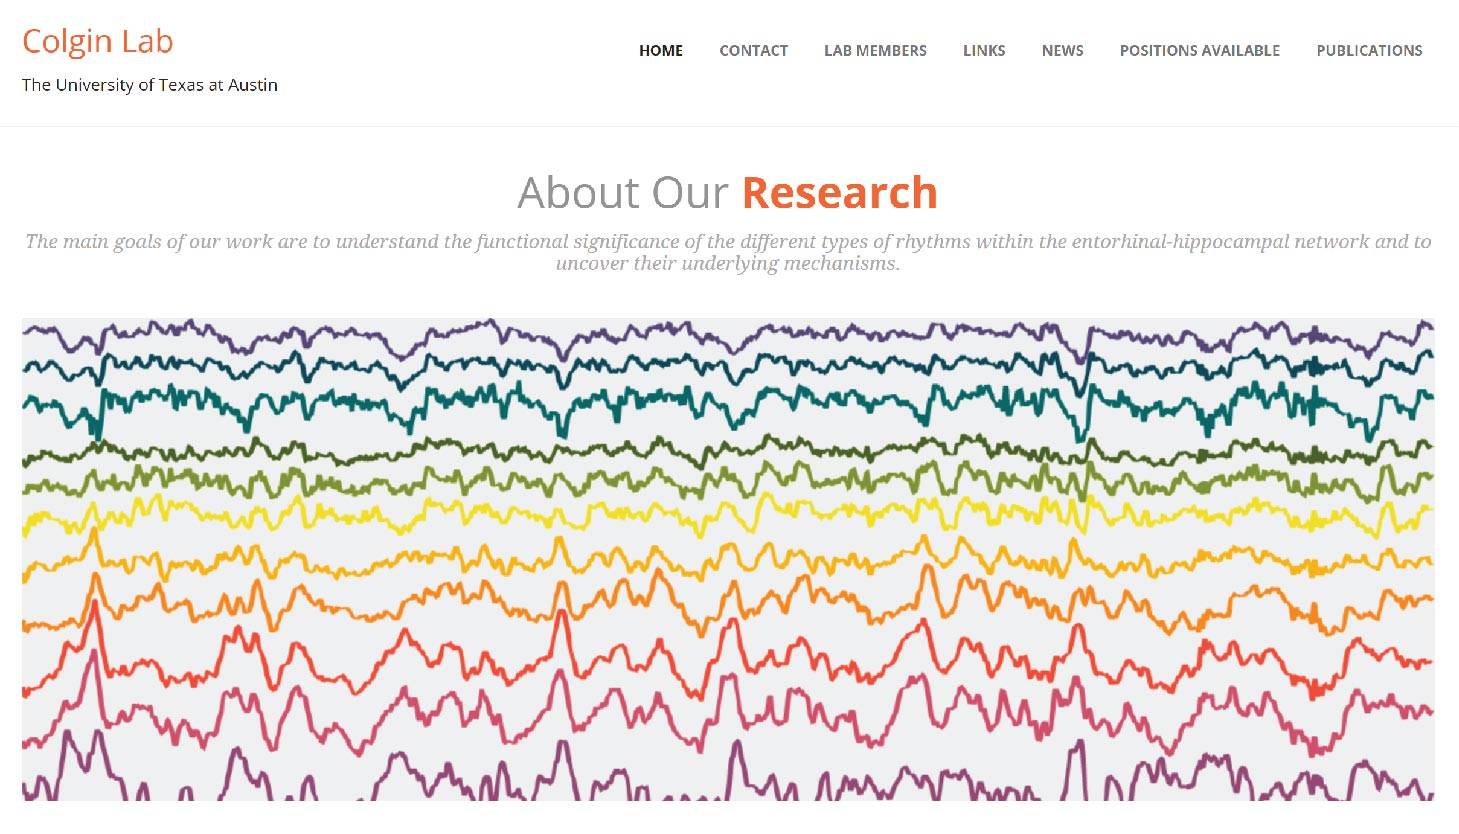 Colgin Lab
The University of Texas at Austin
HOME CONTACT LAB MEMBERS LINKS NEWS POSITIONS AVAILABLE PUBLICATIONS
About Our Research
The main goals of our work are to understand the functional significance of the different types of rhythms within the entorhinal-hippocampal network and to
uncover their underlying mechanisms.